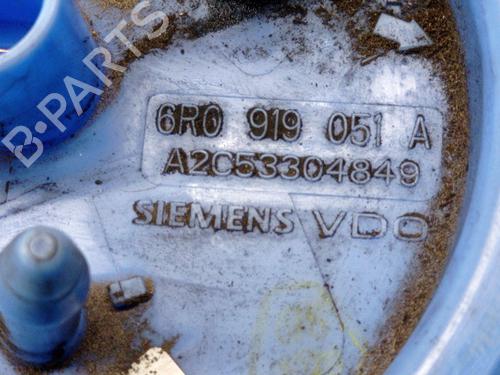 B-PARTS
6R0 919 051 A
A2C53304849
SIEMENS VDO